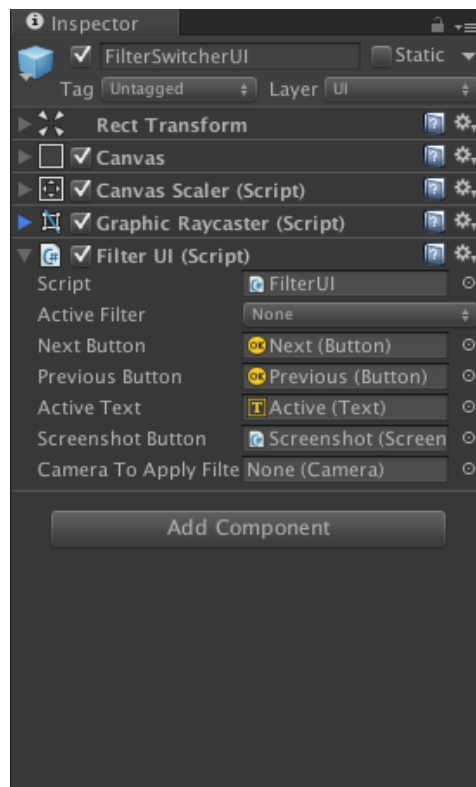 Inspector
FilterSwitcherUI Static
Tag Untagged Layer UI
Rect Transform
Canvas
Canvas Scaler (Script)
Graphic Raycaster (Script)
Filter UI (Script)
Script FilterUI
Active Filter None
Next Button OK Next (Button)
Previous Button OK Previous (Button)
Active Text T Active (Text)
Screenshot Button Screenshot (Screen
Camera To Apply Filte None (Camera)
Add Component